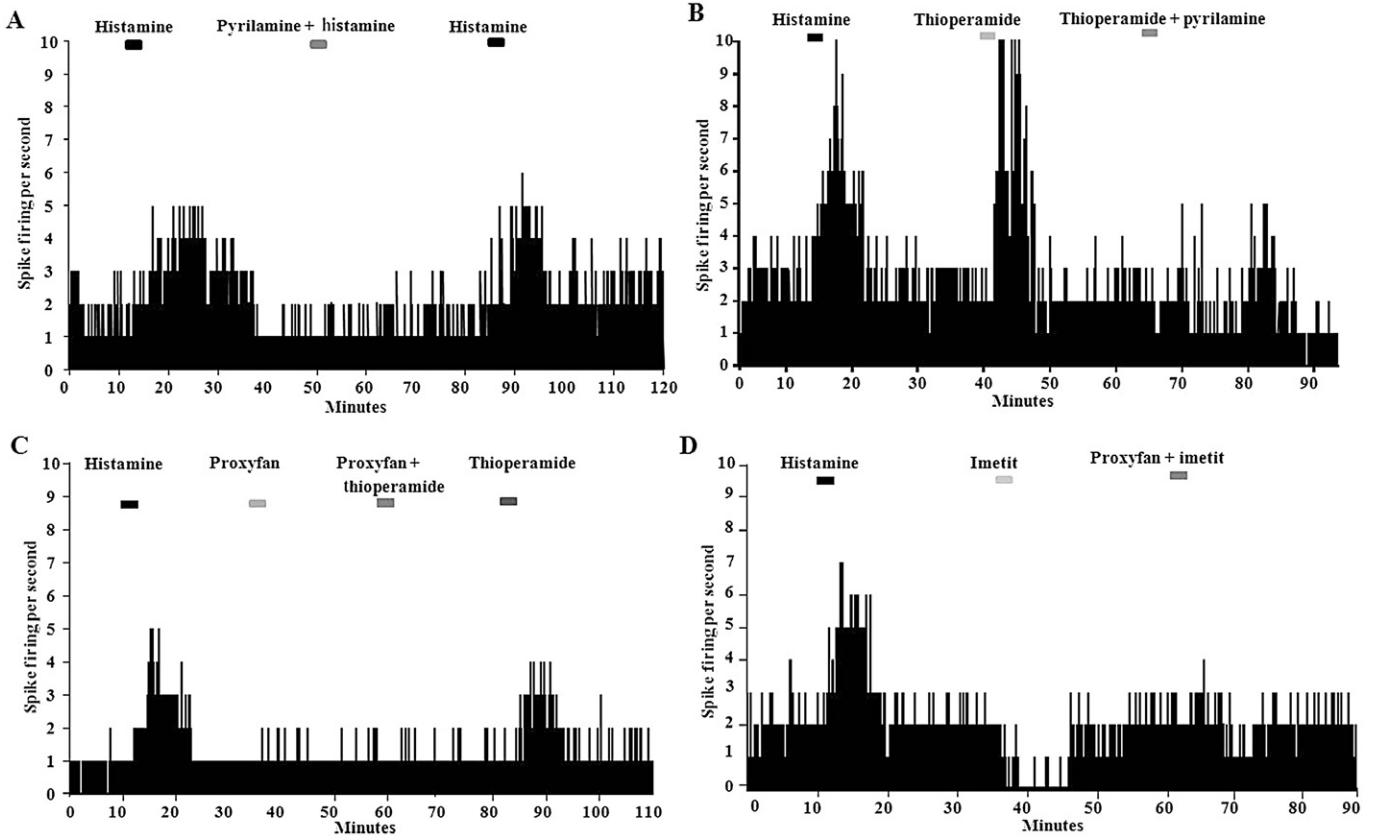 A
Histamine
Pyrilamine + histamine
Histamine
10
9
8
7
6
5
4
3
2
1
0
Spike firing per second
0 10 20 30 40 50 60 70 80 90 100 110 120
Minutes
B
Histamine
Thioperamide
Thioperamide + pyrilamine
10
9
8
7
6
5
4
3
2
1
0
Spike firing per second
0 10 20 30 40 50 60 70 80 90
Minutes
C
Histamine
Proxyfan
Proxyfan +
thioperamide
Thioperamide
10
9
8
7
6
5
4
3
2
1
0
Spike firing per second
0 10 20 30 40 50 60 70 80 90 100 110
Minutes
D
Histamine
Imetit
Proxyfan + imetit
10
9
8
7
6
5
4
3
2
1
0
Spike firing per second
0 10 20 30 40 50 60 70 80 90
Minutes